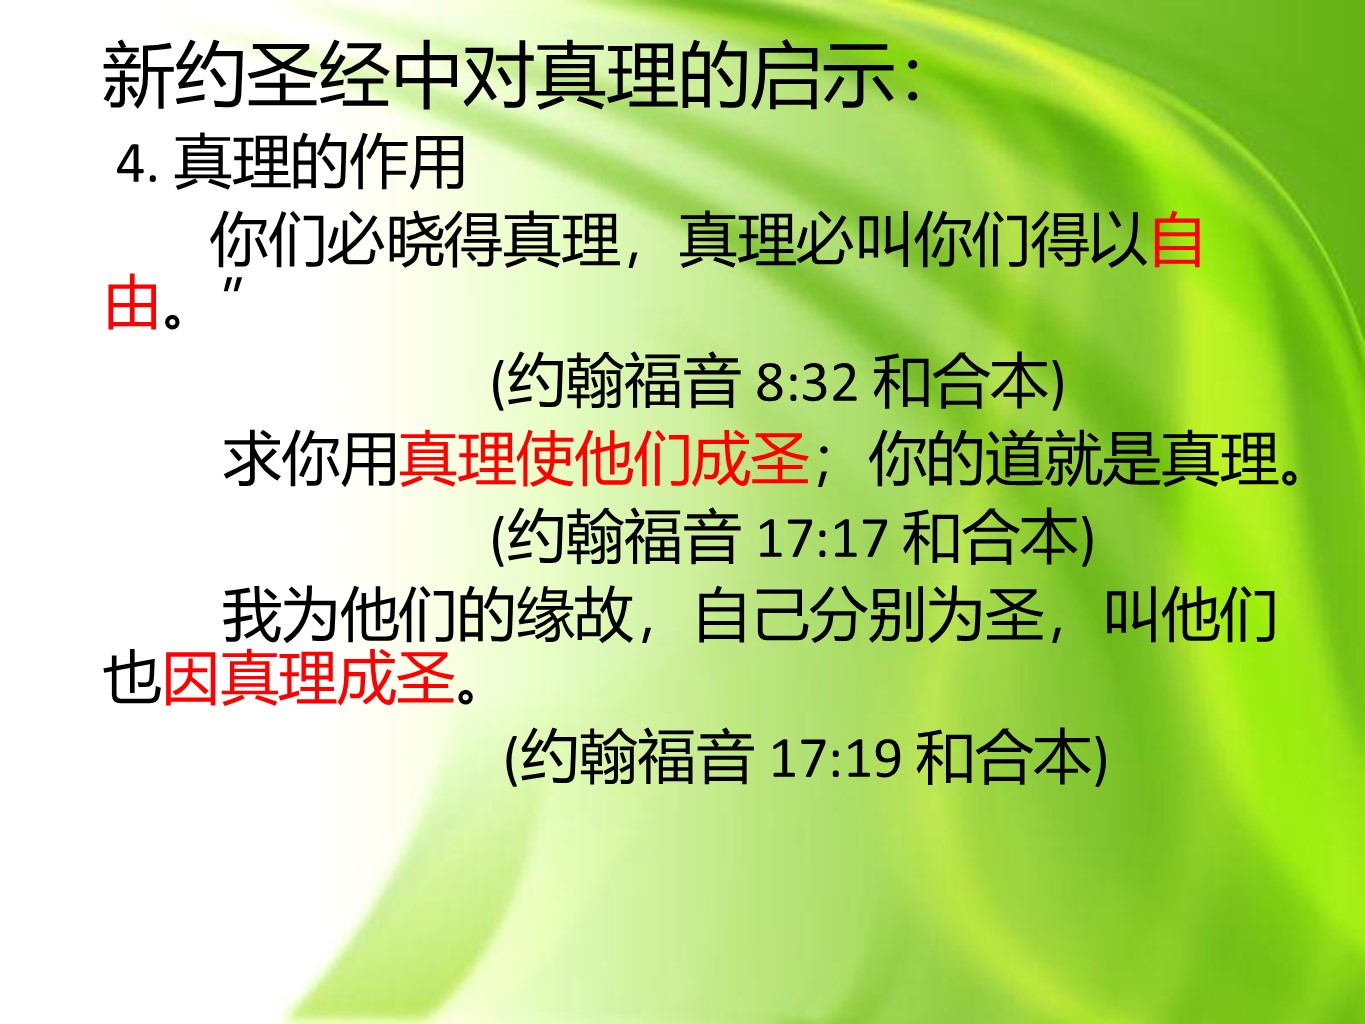 新约圣经中对真理的启示：
4. 真理的作用
你们必晓得真理，真理必叫你们得以自
由。”
(约翰福音 8:32 和合本)
求你用真理使他们成圣；你的道就是真理。
(约翰福音 17:17 和合本)
我为他们的缘故，自己分别为圣，叫他们
也因真理成圣。
(约翰福音 17:19 和合本)